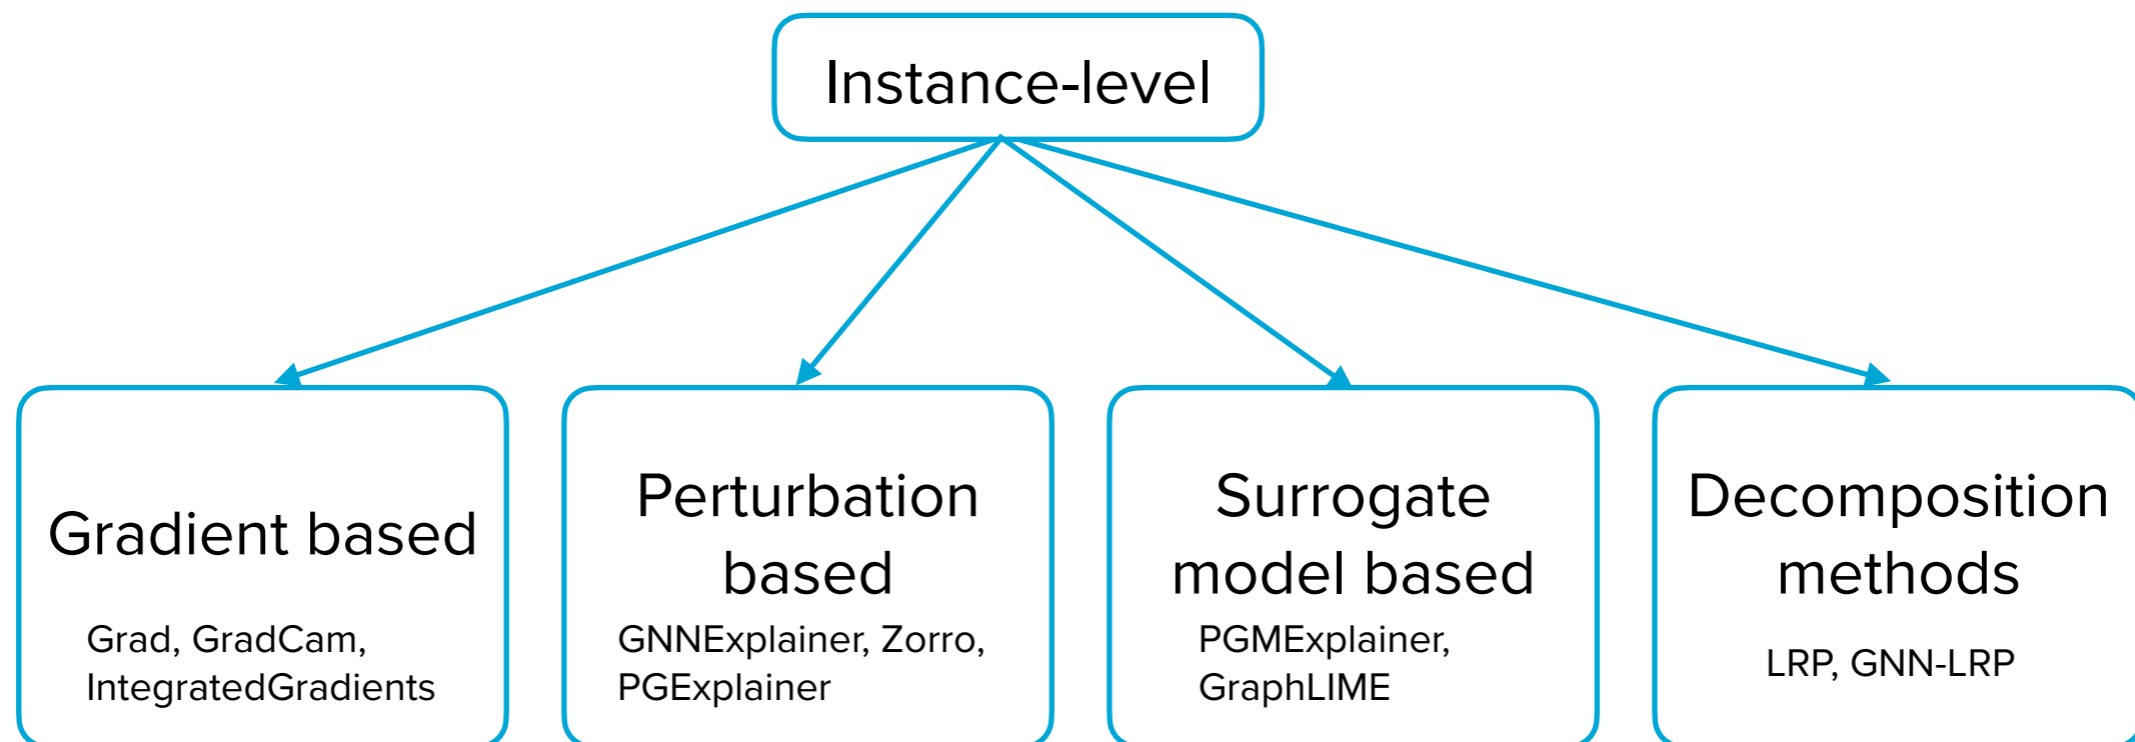 Instance-level
Gradient based
Grad, GradCam,
IntegratedGradients
Perturbation
based
GNNExplainer, Zorro,
PGExplainer
Surrogate
model based
PGMExplainer,
GraphLIME
Decomposition
methods
LRP, GNN-LRP